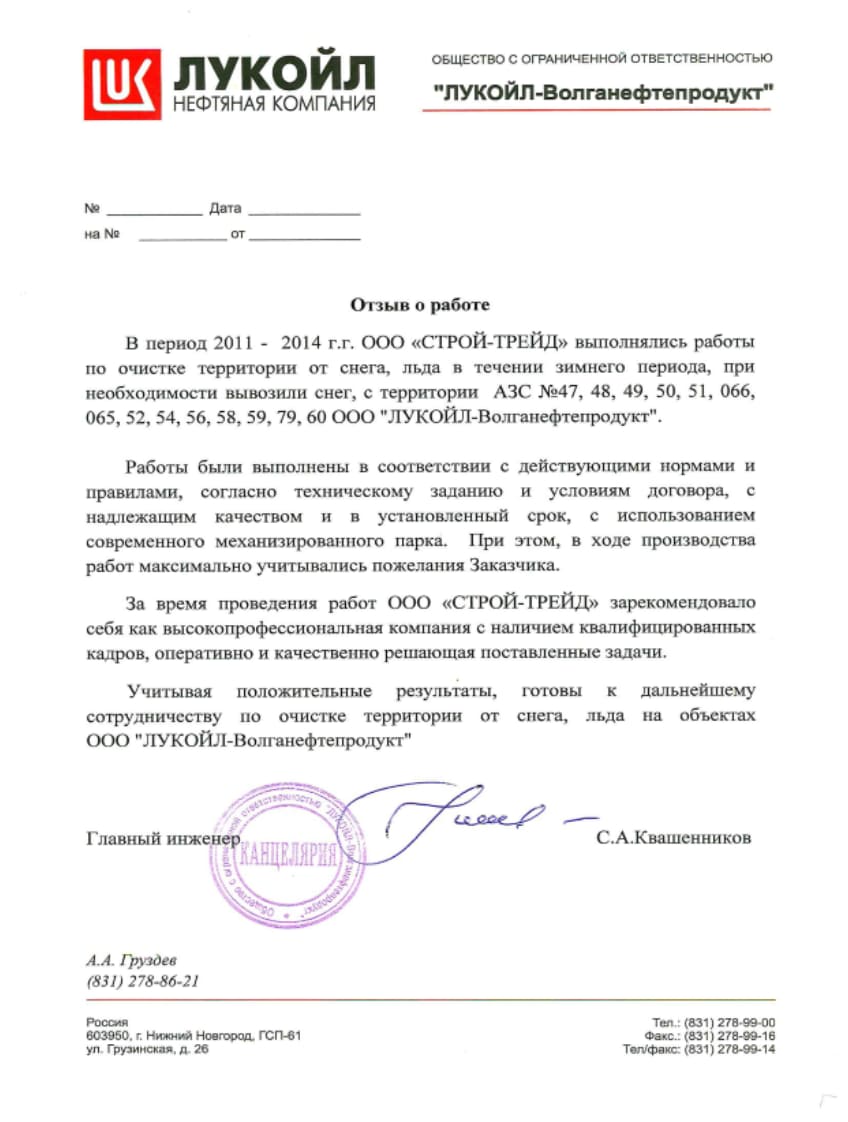 ЛУКОЙЛ
НЕФТЯНАЯ КОМПАНИЯ
ОБЩЕСТВО С ОГРАНИЧЕННОЙ ОТВЕТСТВЕННОСТЬЮ
"ЛУКОЙЛ-Волганефтепродукт"
№ ____________ Дата ______________
на № ___________ от ______________
Отзыв о работе
В период 2011 - 2014 г.г. ООО «СТРОЙ-ТРЕЙД» выполнялись работы
по очистке территории от снега, льда в течении зимнего периода, при
необходимости вывозили снег, с территории АЗС №47, 48, 49, 50, 51, 066,
065, 52, 54, 56, 58, 59, 79, 60 ООО "ЛУКОЙЛ-Волганефтепродукт".
Работы были выполнены в соответствии с действующими нормами и
правилами, согласно техническому заданию и условиям договора, с
надлежащим качеством и в установленный срок, с использованием
современного механизированного парка. При этом, в ходе производства
работ максимально учитывались пожелания Заказчика.
За время проведения работ ООО «СТРОЙ-ТРЕЙД» зарекомендовало
себя как высокопрофессиональная компания с наличием квалифицированных
кадров, оперативно и качественно решающая поставленные задачи.
Учитывая положительные результаты, готовы к дальнейшему
сотрудничеству по очистке территории от снега, льда на объектах
ООО "ЛУКОЙЛ-Волганефтепродукт"
Главный инженер
С.А.Квашенников
КАНЦЕЛЯРИЯ
Общество с ограниченной ответственностью "ЛУКОЙЛ-Волганефтепродукт"
А.А. Груздев
(831) 278-86-21
Россия
603950, г. Нижний Новгород, ГСП-61
ул. Грузинская, д. 26
Тел.: (831) 278-99-00
Факс.: (831) 278-99-16
Тел/факс: (831) 278-99-14